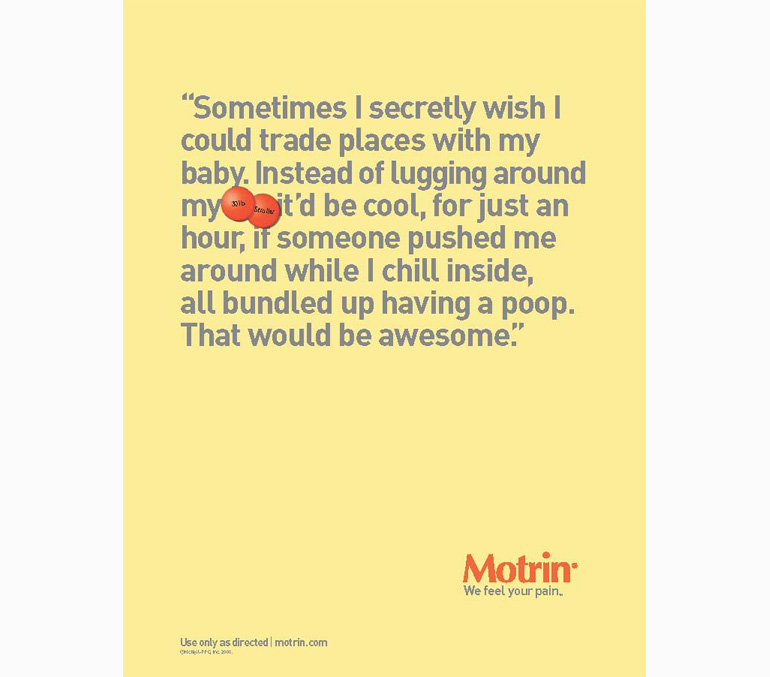 “Sometimes I secretly wish I
could trade places with my
baby. Instead of lugging around
my it’d be cool, for just an
hour, if someone pushed me
around while I chill inside,
all bundled up having a poop.
That would be awesome.”
Motrin
We feel your pain.
Use only as directed | motrin.com